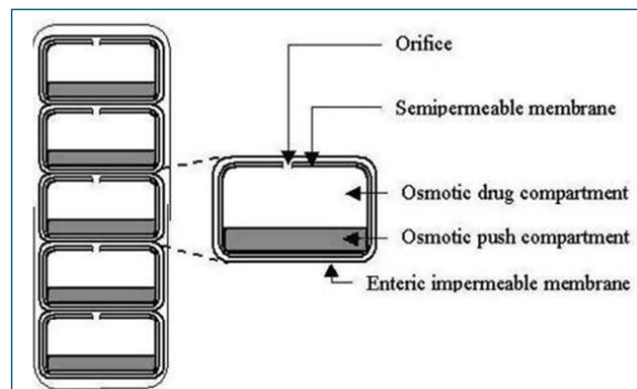 Orifice
Semipermeable membrane
Osmotic drug compartment
Osmotic push compartment
Enteric impermeable membrane